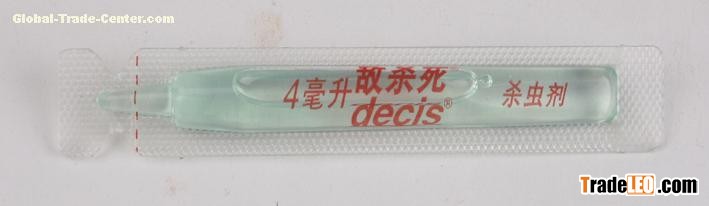 Global-Trade-Center.com
4毫升 敌杀死 杀虫剂
decis®
TradeLEO.com